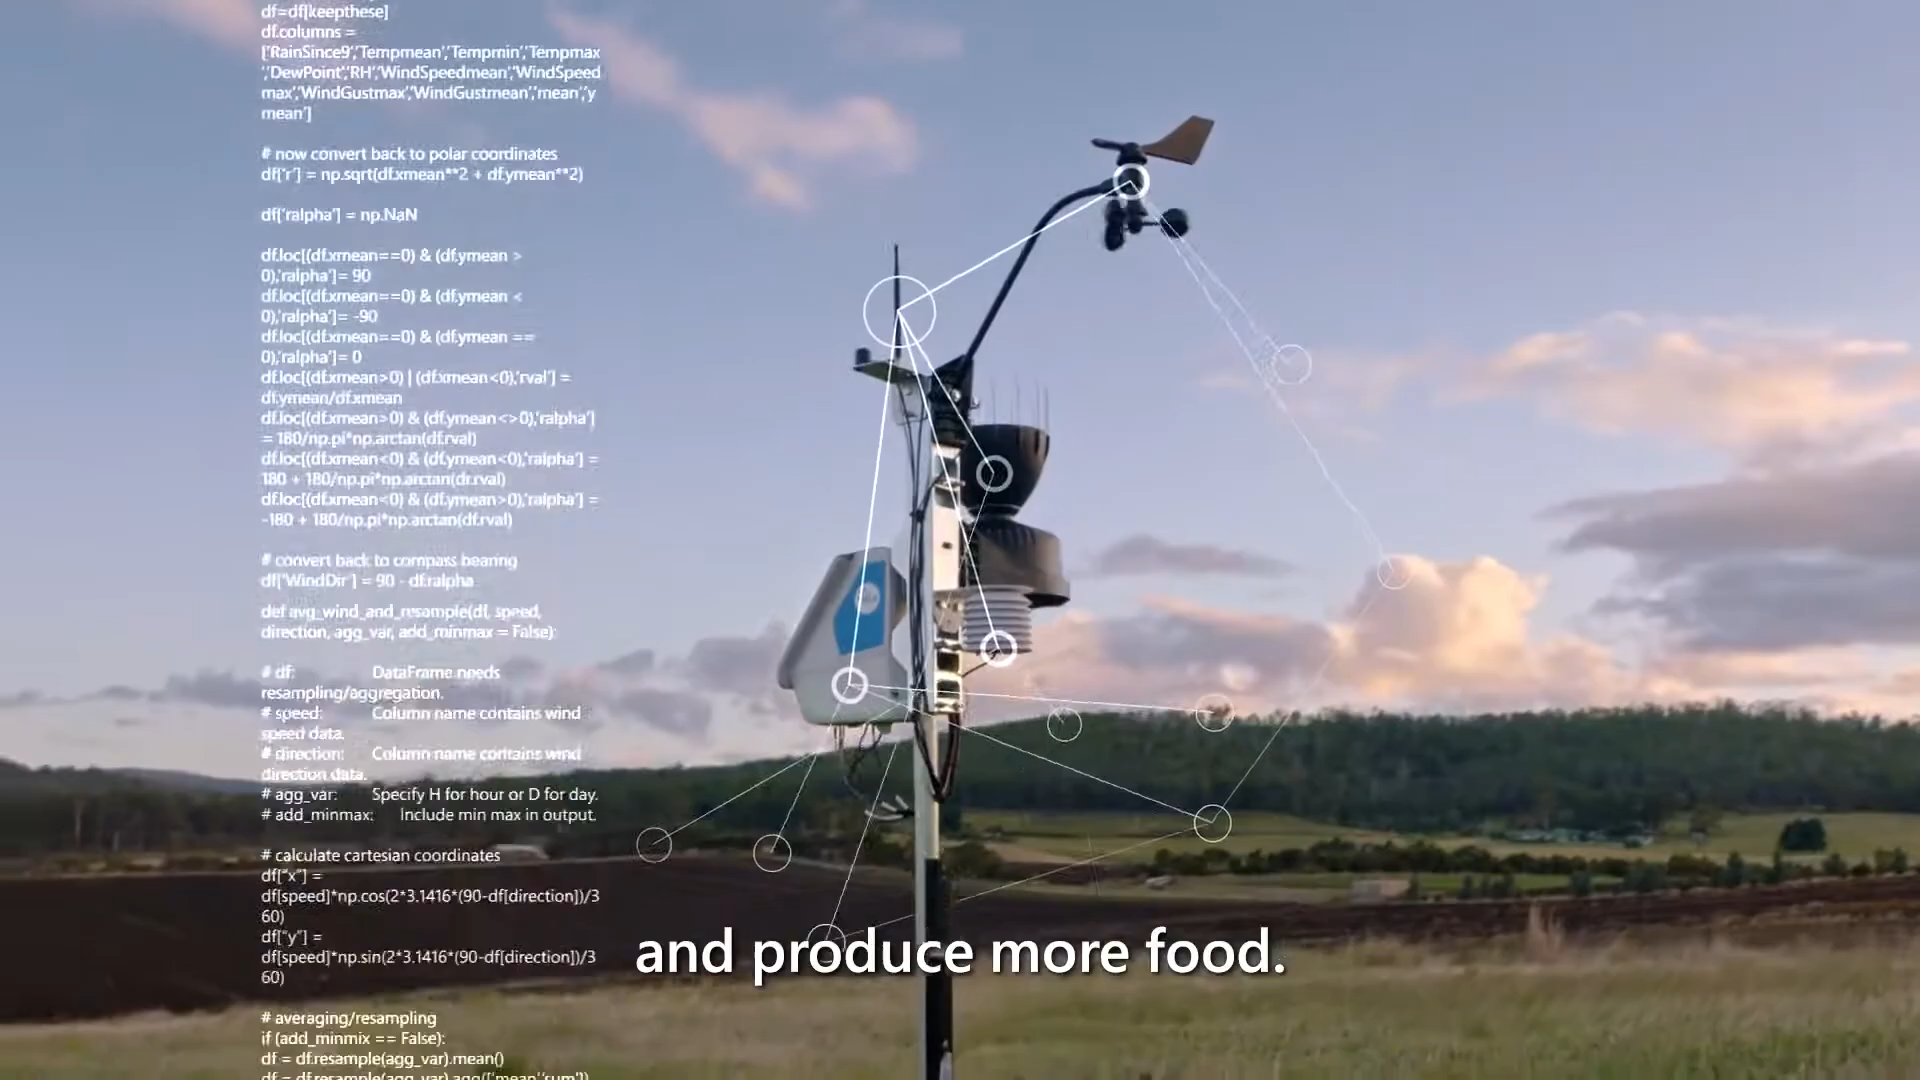 df=df[keepthese]
df.columns =
['RainSince9','Tempmean','Tempmin','Tempmax
','DewPoint','RH','WindSpeedmean','WindSpeed
max','WindGustmax','WindGustmean','mean','y
mean']
# now convert back to polar coordinates
df['r'] = np.sqrt(df.xmean**2 + df.ymean**2)
df['ralpha'] = np.NaN
df.loc[(df.xmean==0) & (df.ymean >
0),'ralpha']= 90
df.loc[(df.xmean==0) & (df.ymean <
0),'ralpha']= -90
df.loc[(df.xmean==0) & (df.ymean ==
0),'ralpha']= 0
df.loc[(df.xmean>0) | (df.xmean<0),'rval'] =
df.ymean/df.xmean
df.loc[(df.xmean>0) & (df.ymean<>0),'ralpha']
= 180/np.pi*np.arctan(df.rval)
df.loc[(df.xmean<0) & (df.ymean<0),'ralpha'] =
180 + 180/np.pi*np.arctan(dr.rval)
df.loc[(df.xmean<0) & (df.ymean>0),'ralpha'] =
-180 + 180/np.pi*np.arctan(df.rval)
# convert back to compass bearing
df['WindDir'] = 90 - df.ralpha
def avg_wind_and_resample(df, speed,
direction, agg_var, add_minmax = False):
# df: DataFrame needs
resampling/aggregation.
# speed: Column name contains wind
speed data.
# direction: Column name contains wind
direction data.
# agg_var: Specify H for hour or D for day.
# add_minmax: Include min max in output.
# calculate cartesian coordinates
df["x"] =
df[speed]*np.cos(2*3.1416*(90-df[direction])/3
60)
df["y"] =
df[speed]*np.sin(2*3.1416*(90-df[direction])/3
60)
and produce more food.
# averaging/resampling
if (add_minmix == False):
df = df.resample(agg_var).mean()
df = df.resample(agg_var).agg(['mean','sum'])